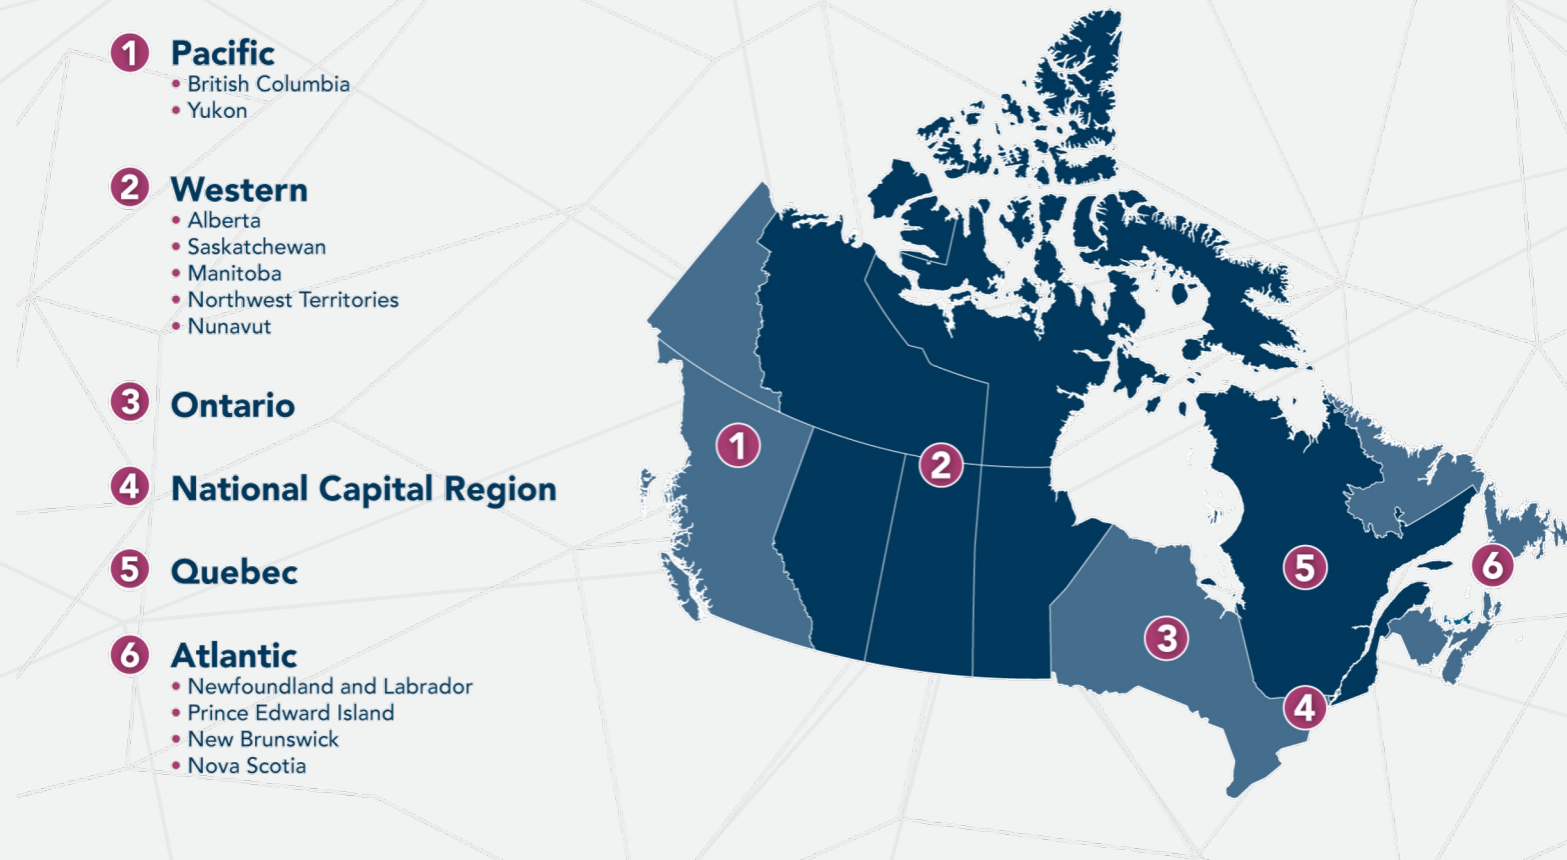 1 Pacific
• British Columbia
• Yukon
2 Western
• Alberta
• Saskatchewan
• Manitoba
• Northwest Territories
• Nunavut
3 Ontario
4 National Capital Region
5 Quebec
6 Atlantic
• Newfoundland and Labrador
• Prince Edward Island
• New Brunswick
• Nova Scotia
1
2
3
4
5
6